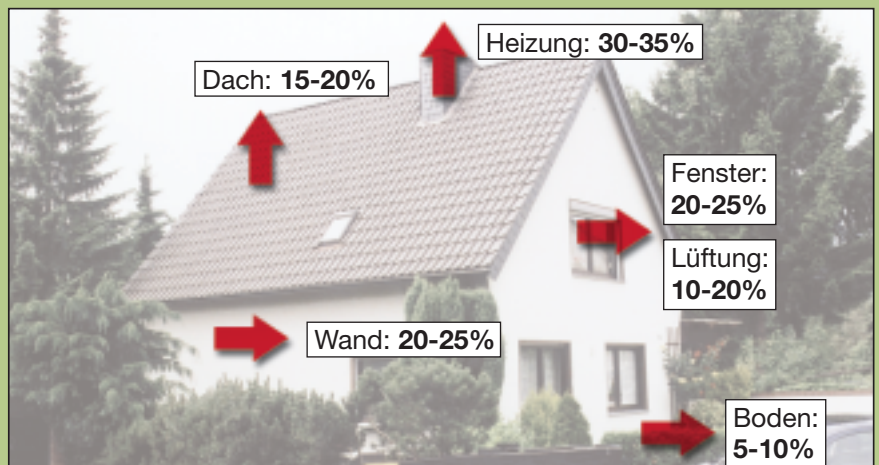 Heizung: 30-35%
Dach: 15-20%
Fenster:
20-25%
Lüftung:
10-20%
Wand: 20-25%
Boden:
5-10%